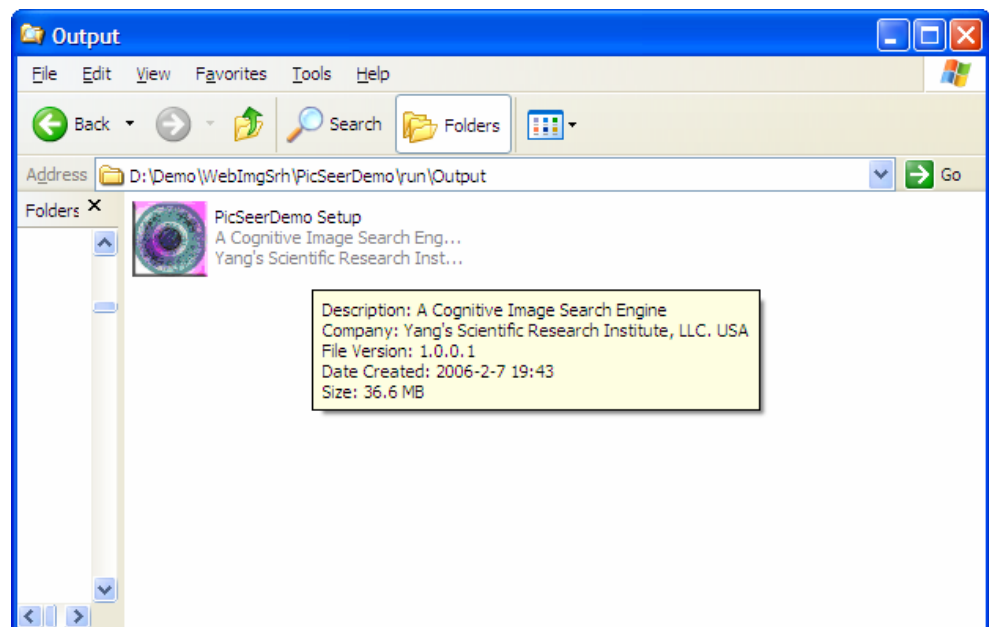 Output
File Edit View Favorites Tools Help
Back Search Folders
Address D:\Demo\WebImgSrh\PicSeerDemo\run\Output Go
Folders
PicSeerDemo Setup
A Cognitive Image Search Eng...
Yang's Scientific Research Inst...
Description: A Cognitive Image Search Engine
Company: Yang's Scientific Research Institute, LLC. USA
File Version: 1.0.0.1
Date Created: 2006-2-7 19:43
Size: 36.6 MB